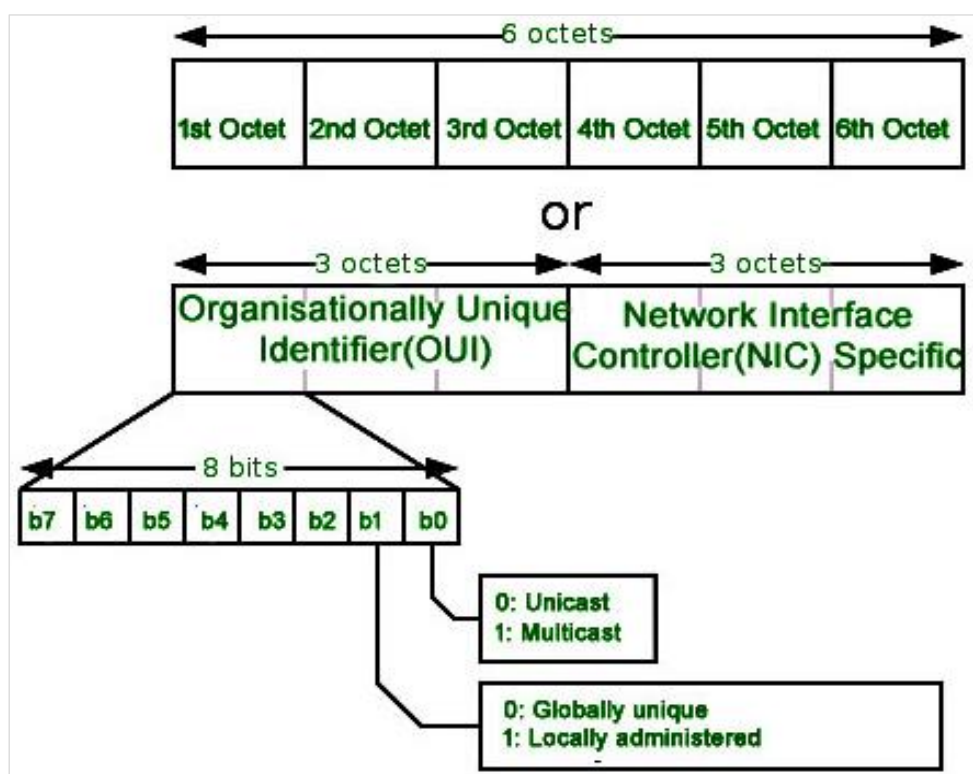 6 octets
1st Octet 2nd Octet 3rd Octet 4th Octet 5th Octet 6th Octet
or
3 octets 3 octets
Organisationally Unique
Identifier(OUI)
Network Interface
Controller(NIC) Specific
8 bits
b7 b6 b5 b4 b3 b2 b1 b0
0: Unicast
1: Multicast
0: Globally unique
1: Locally administered